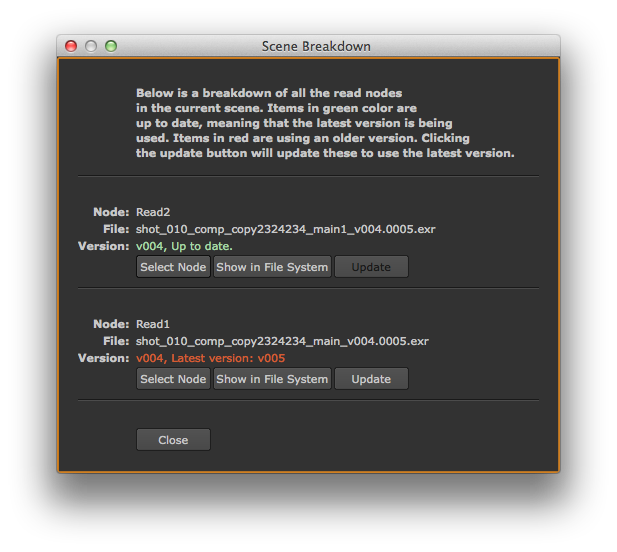 Scene Breakdown
Below is a breakdown of all the read nodes
in the current scene. Items in green color are
up to date, meaning that the latest version is being
used. Items in red are using an older version. Clicking
the update button will update these to use the latest version.
Node: Read2
File: shot_010_comp_copy2324234_main1_v004.0005.exr
Version: v004, Up to date.
Select Node Show in File System Update
Node: Read1
File: shot_010_comp_copy2324234_main_v004.0005.exr
Version: v004, Latest version: v005
Select Node Show in File System Update
Close